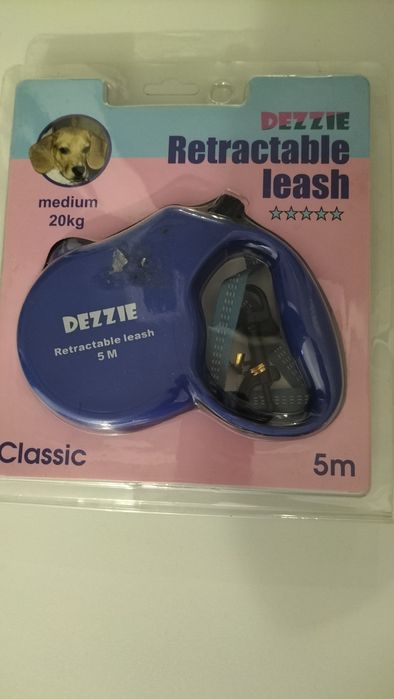 DEZZIE
Retractable
leash
medium
20kg
DEZZIE
Retractable leash
5 M
Classic
5m